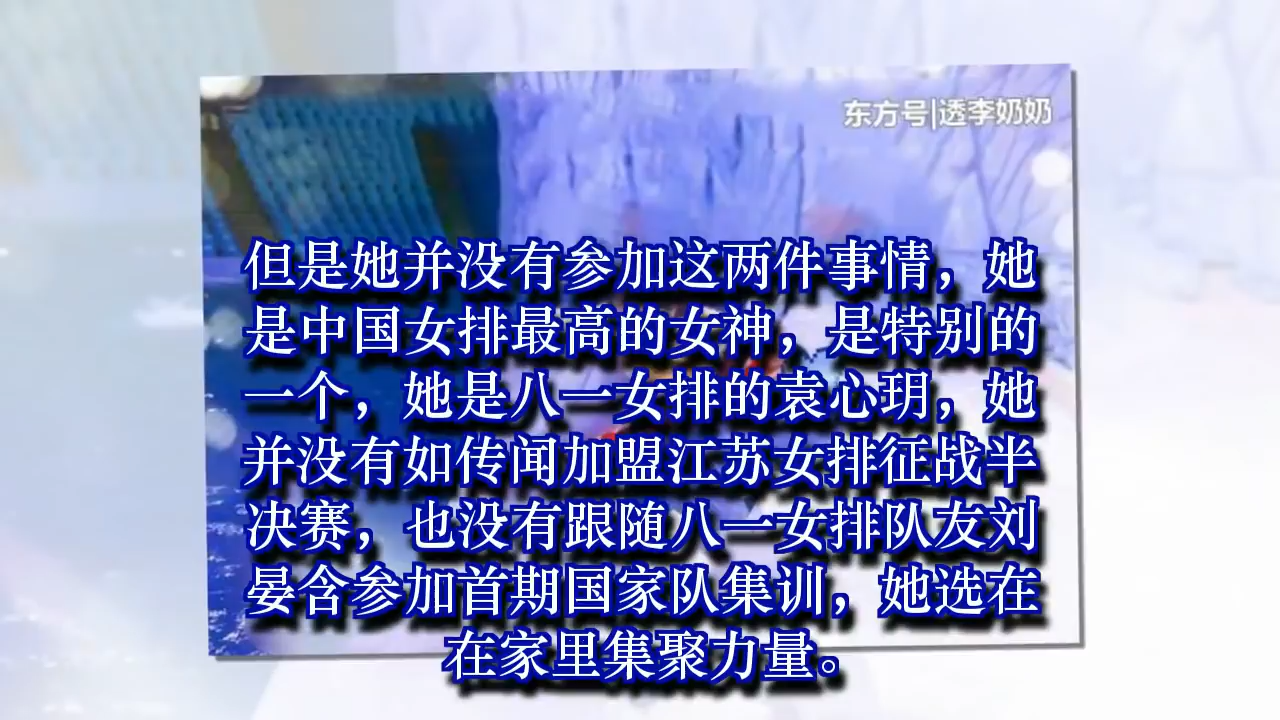 东方号|透李奶奶
但是她并没有参加这两件事情，她
是中国女排最高的女神，是特别的
一个，她是八一女排的袁心玥，她
并没有如传闻加盟江苏女排征战半
决赛，也没有跟随八一女排队友刘
晏含参加首期国家队集训，她选在
在家里集聚力量。